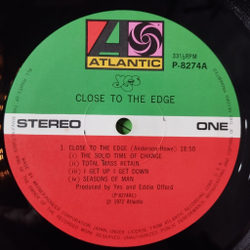 33⅓RPM
P-8274A
ATLANTIC
yes
CLOSE TO THE EDGE
STEREO
ONE
1. CLOSE TO THE EDGE (Anderson-Howe) 18:50
(i) THE SOLID TIME OF CHANGE
(ii) TOTAL MASS RETAIN
(iii) I GET UP I GET DOWN
(iv) SEASONS OF MAN
Produced by Yes and Eddie Offord
(P-8274A1)
℗ 1972 Atlantic